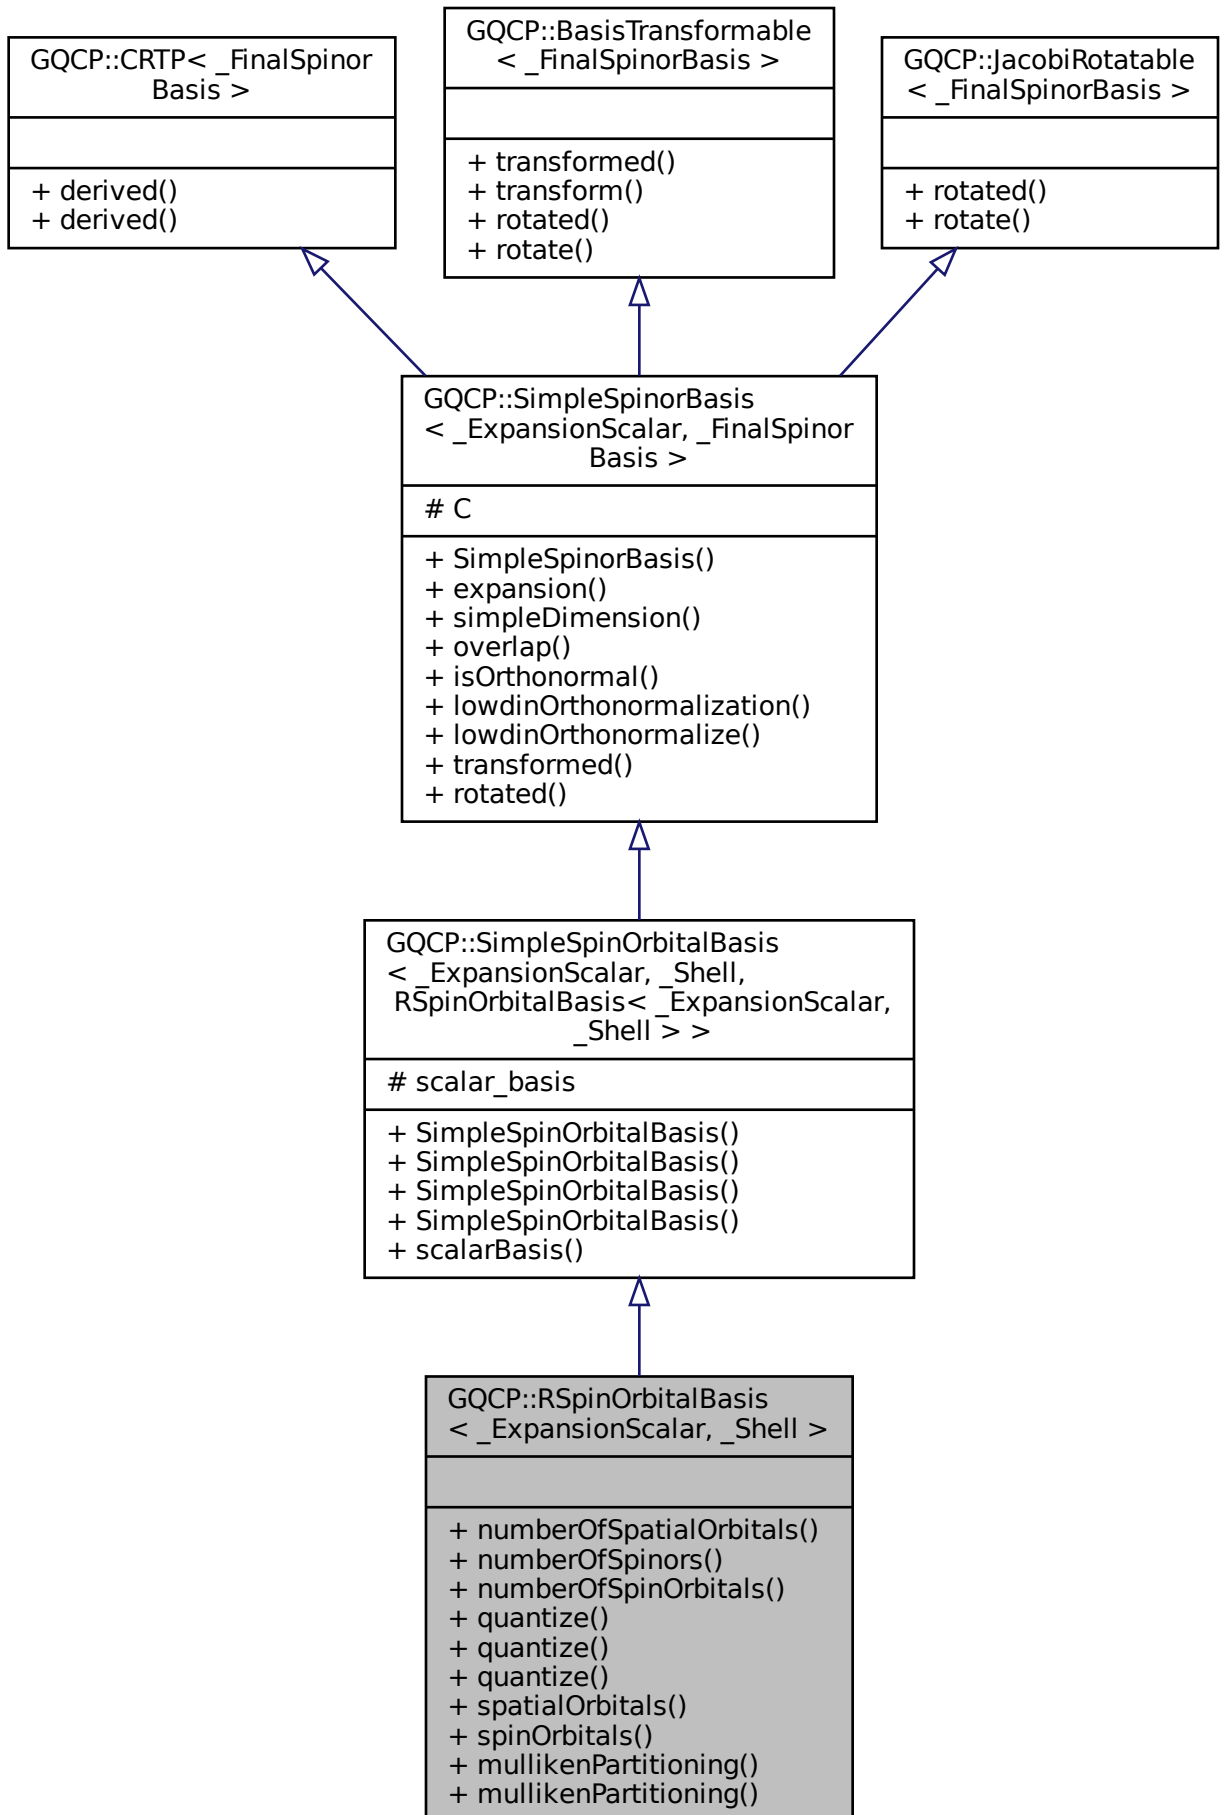 GQCP::CRTP< _FinalSpinor
Basis >
+ derived()
+ derived()
GQCP::BasisTransformable
< _FinalSpinorBasis >
+ transformed()
+ transform()
+ rotated()
+ rotate()
GQCP::JacobiRotatable
< _FinalSpinorBasis >
+ rotated()
+ rotate()
GQCP::SimpleSpinorBasis
< _ExpansionScalar, _FinalSpinor
Basis >
# C
+ SimpleSpinorBasis()
+ expansion()
+ simpleDimension()
+ overlap()
+ isOrthonormal()
+ lowdinOrthonormalization()
+ lowdinOrthonormalize()
+ transformed()
+ rotated()
GQCP::SimpleSpinOrbitalBasis
< _ExpansionScalar, _Shell,
RSpinOrbitalBasis< _ExpansionScalar,
_Shell > >
# scalar_basis
+ SimpleSpinOrbitalBasis()
+ SimpleSpinOrbitalBasis()
+ SimpleSpinOrbitalBasis()
+ SimpleSpinOrbitalBasis()
+ scalarBasis()
GQCP::RSpinOrbitalBasis
< _ExpansionScalar, _Shell >
+ numberOfSpatialOrbitals()
+ numberOfSpinors()
+ numberOfSpinOrbitals()
+ quantize()
+ quantize()
+ quantize()
+ spatialOrbitals()
+ spinOrbitals()
+ mullikenPartitioning()
+ mullikenPartitioning()